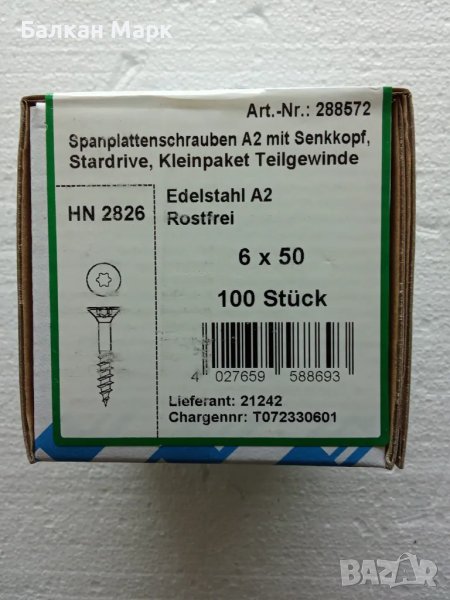 Балкан Марк
Art.-Nr.: 288572
Spanplattenschrauben A2 mit Senkkopf,
Stardrive, Kleinpaket Teilgewinde
HN 2826
Edelstahl A2
Rostfrei
6 x 50
100 Stück
4 027659 588693
Lieferant: 21242
Chargennr: T072330601
BAZAR